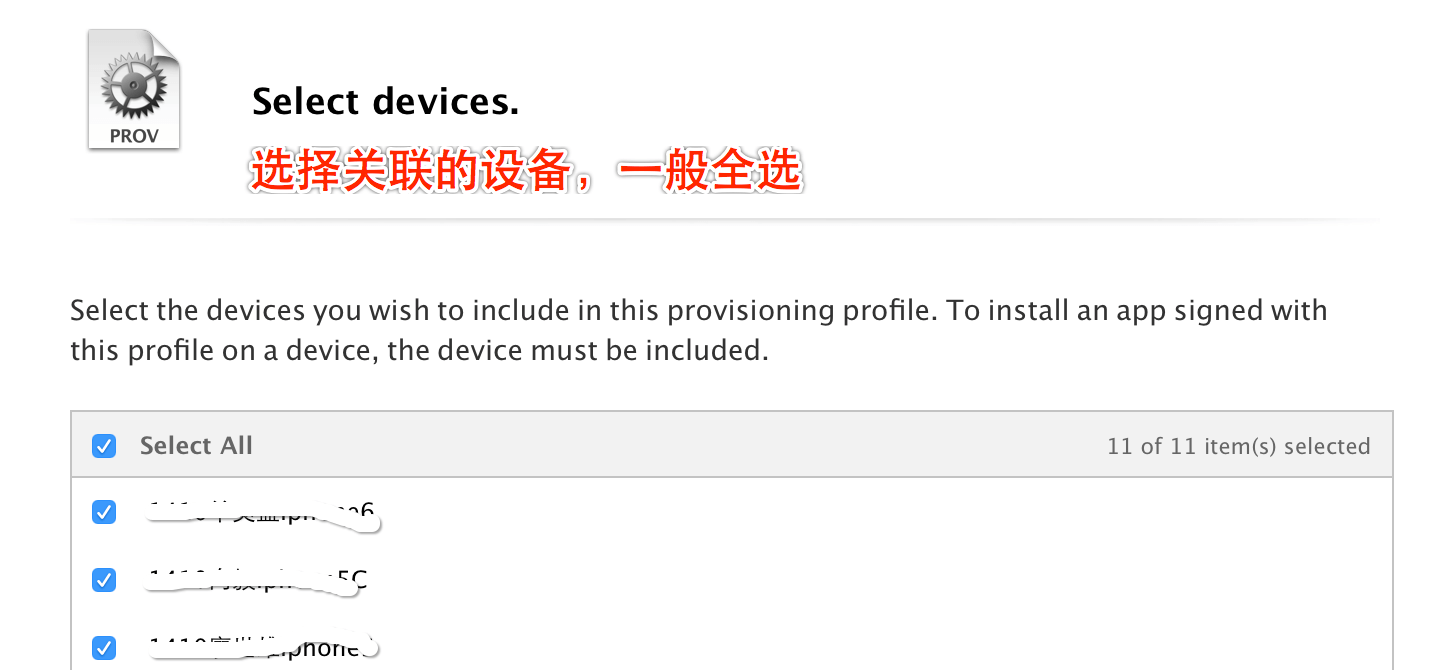 PROV
Select devices.
选择关联的设备，一般全选
Select the devices you wish to include in this provisioning profile. To install an app signed with
this profile on a device, the device must be included.
Select All
11 of 11 item(s) selected